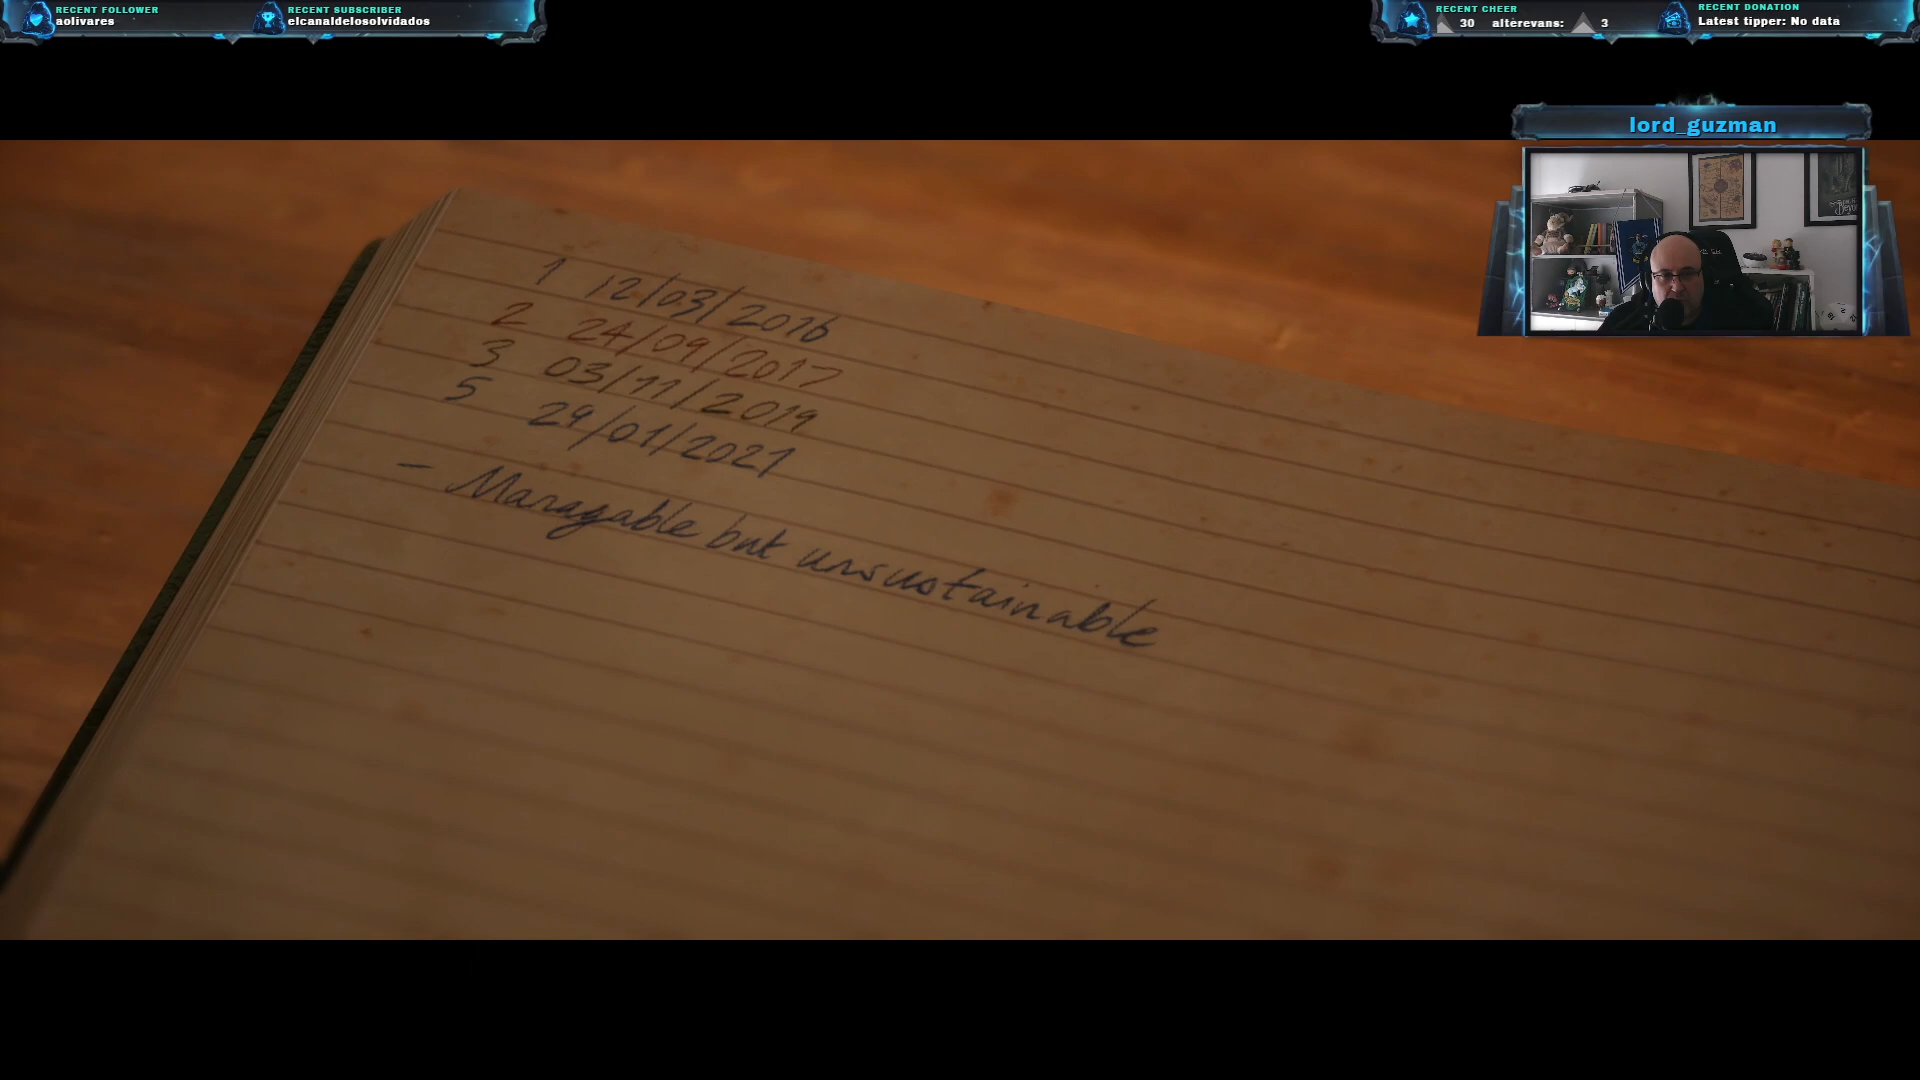 RECENT FOLLOWER
aolivares
RECENT SUBSCRIBER
elcanaldelosolvidados
RECENT CHEER
30 alterevans: 3
RECENT DONATION
Latest tipper: No data
lord_guzman
1 12/03/2016
2 24/09/2017
3 03/11/2019
5 29/01/2021
- Managable but unsustainable